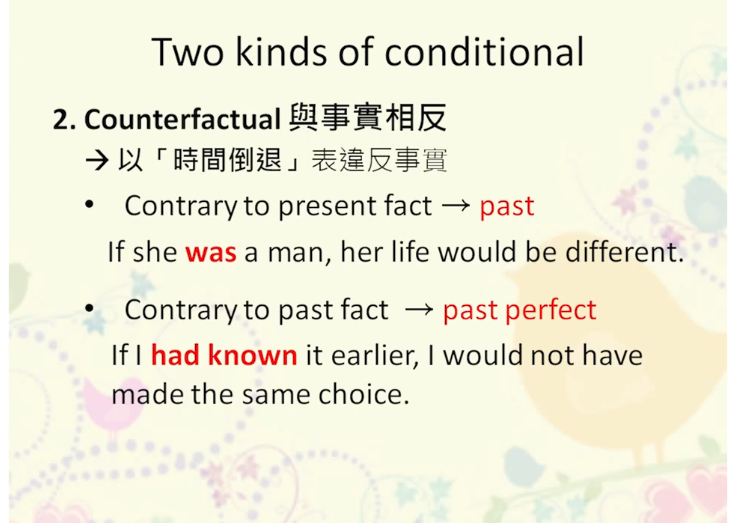 Two kinds of conditional
2. Counterfactual 與事實相反
→ 以「時間倒退」表違反事實
• Contrary to present fact → past
If she was a man, her life would be different.
• Contrary to past fact → past perfect
If I had known it earlier, I would not have
made the same choice.